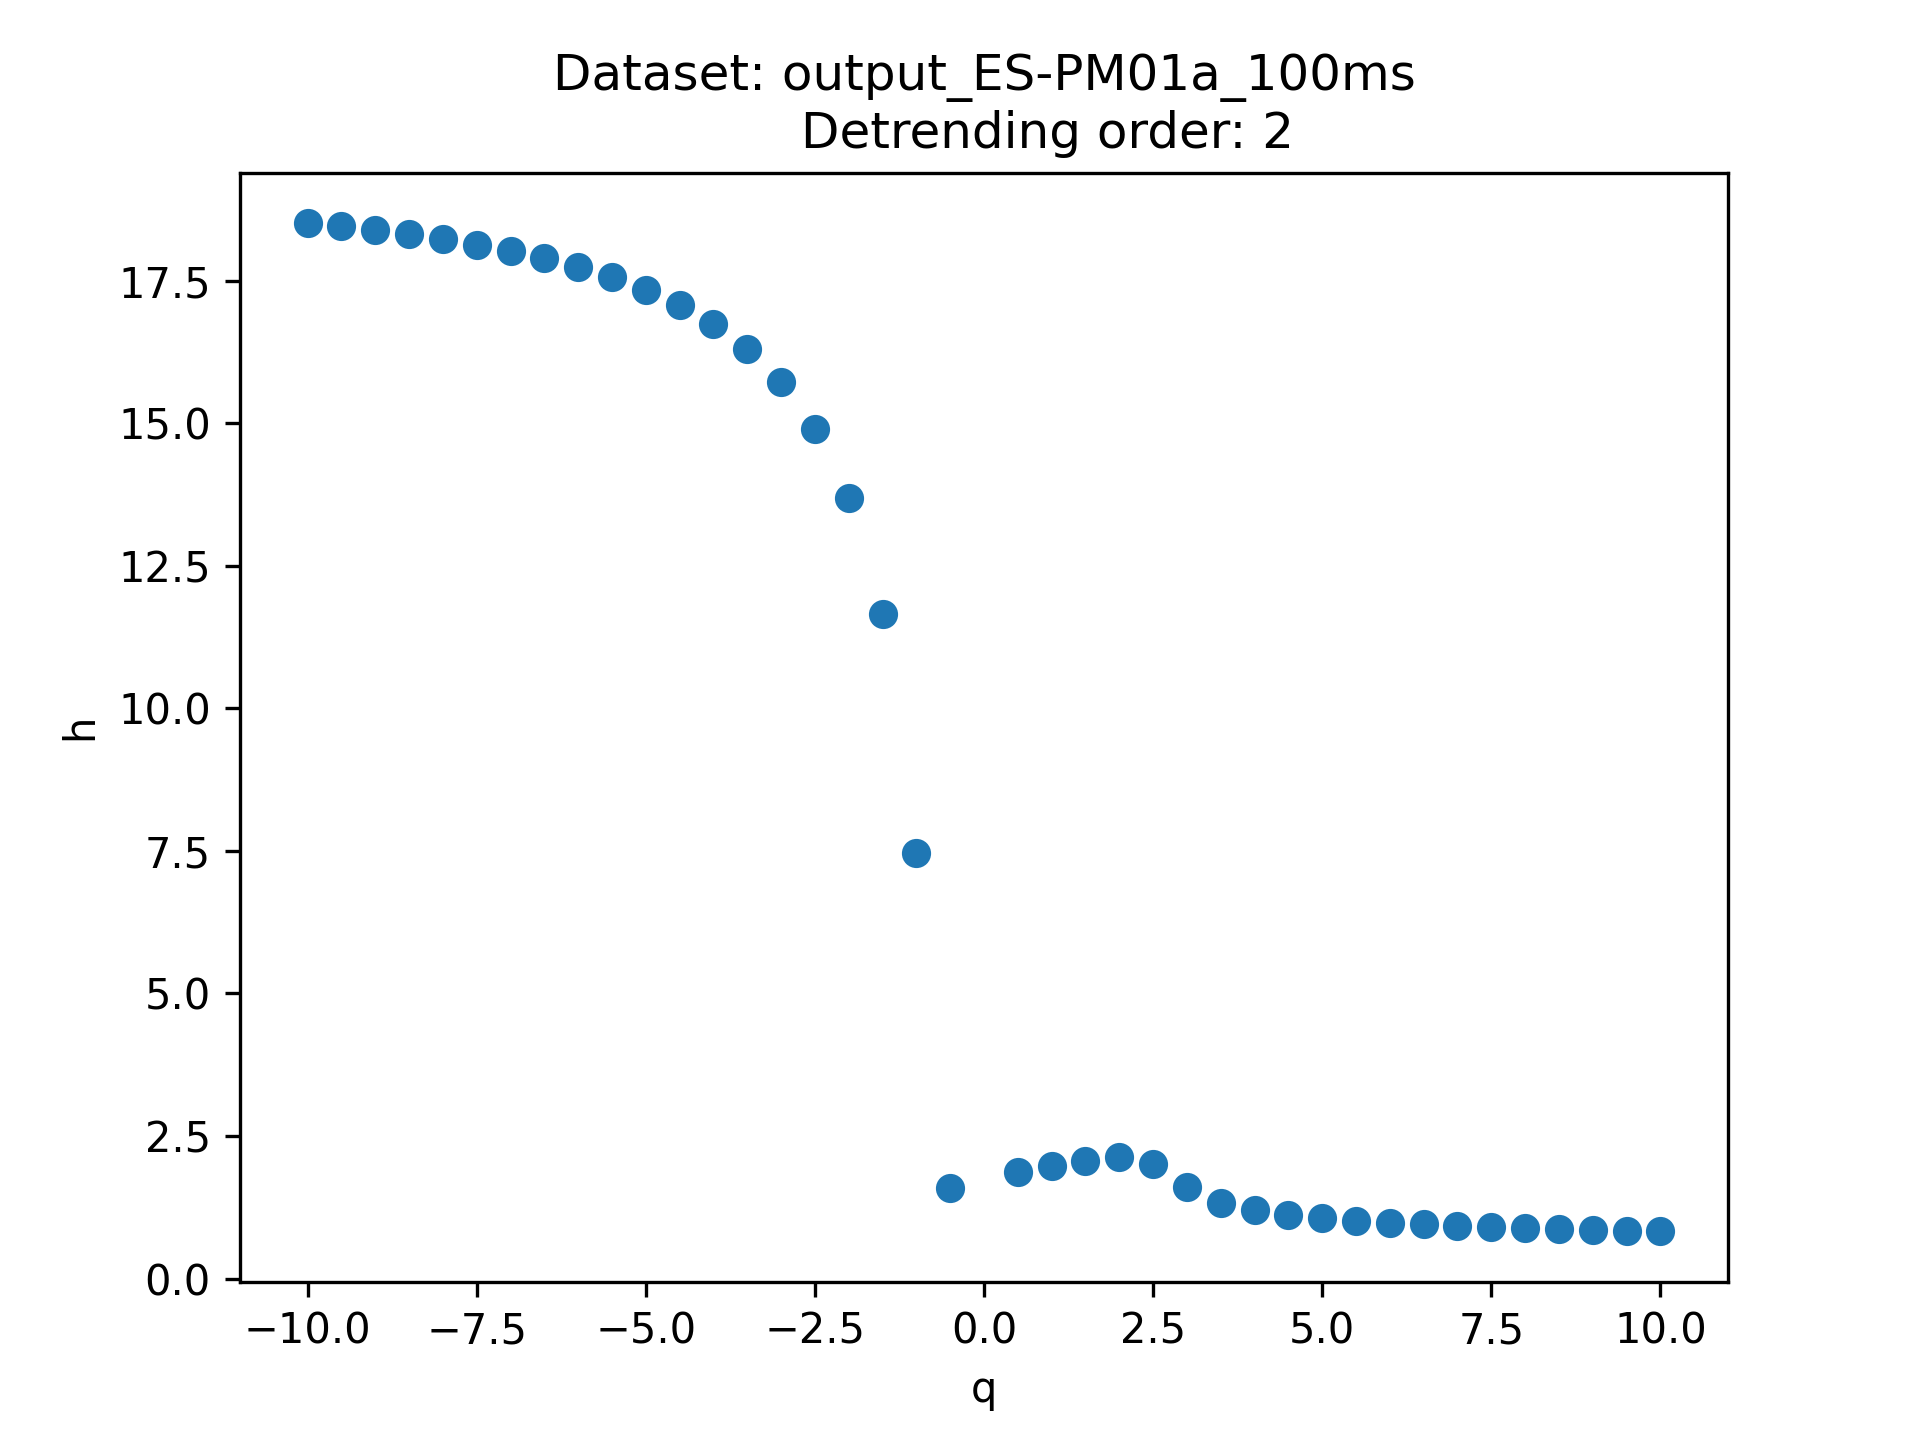 Dataset: output_ES-PM01a_100ms
Detrending order: 2
17.5
15.0
12.5
10.0
7.5
5.0
2.5
0.0
h
−10.0 −7.5 −5.0 −2.5 0.0 2.5 5.0 7.5 10.0
q